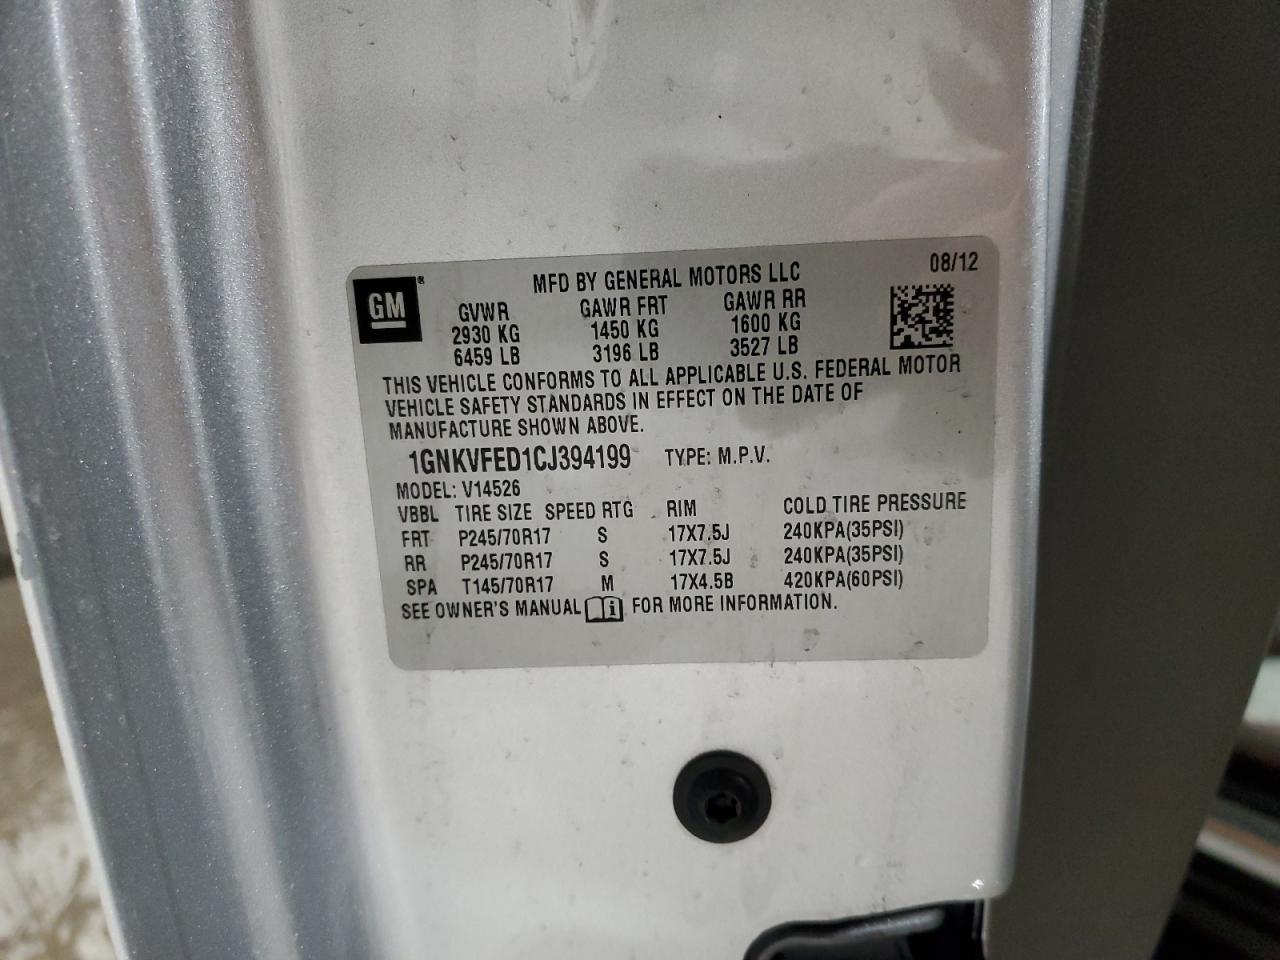 GM® MFD BY GENERAL MOTORS LLC 08/12
GVWR GAWR FRT GAWR RR
2930 KG 1450 KG 1600 KG
6459 LB 3196 LB 3527 LB
THIS VEHICLE CONFORMS TO ALL APPLICABLE U.S. FEDERAL MOTOR
VEHICLE SAFETY STANDARDS IN EFFECT ON THE DATE OF
MANUFACTURE SHOWN ABOVE.
1GNKVFED1CJ394199 TYPE: M.P.V.
MODEL: V14526
VBBL TIRE SIZE SPEED RTG RIM COLD TIRE PRESSURE
FRT P245/70R17 S 17X7.5J 240KPA(35PSI)
RR P245/70R17 S 17X7.5J 240KPA(35PSI)
SPA T145/70R17 M 17X4.5B 420KPA(60PSI)
SEE OWNER'S MANUAL FOR MORE INFORMATION.